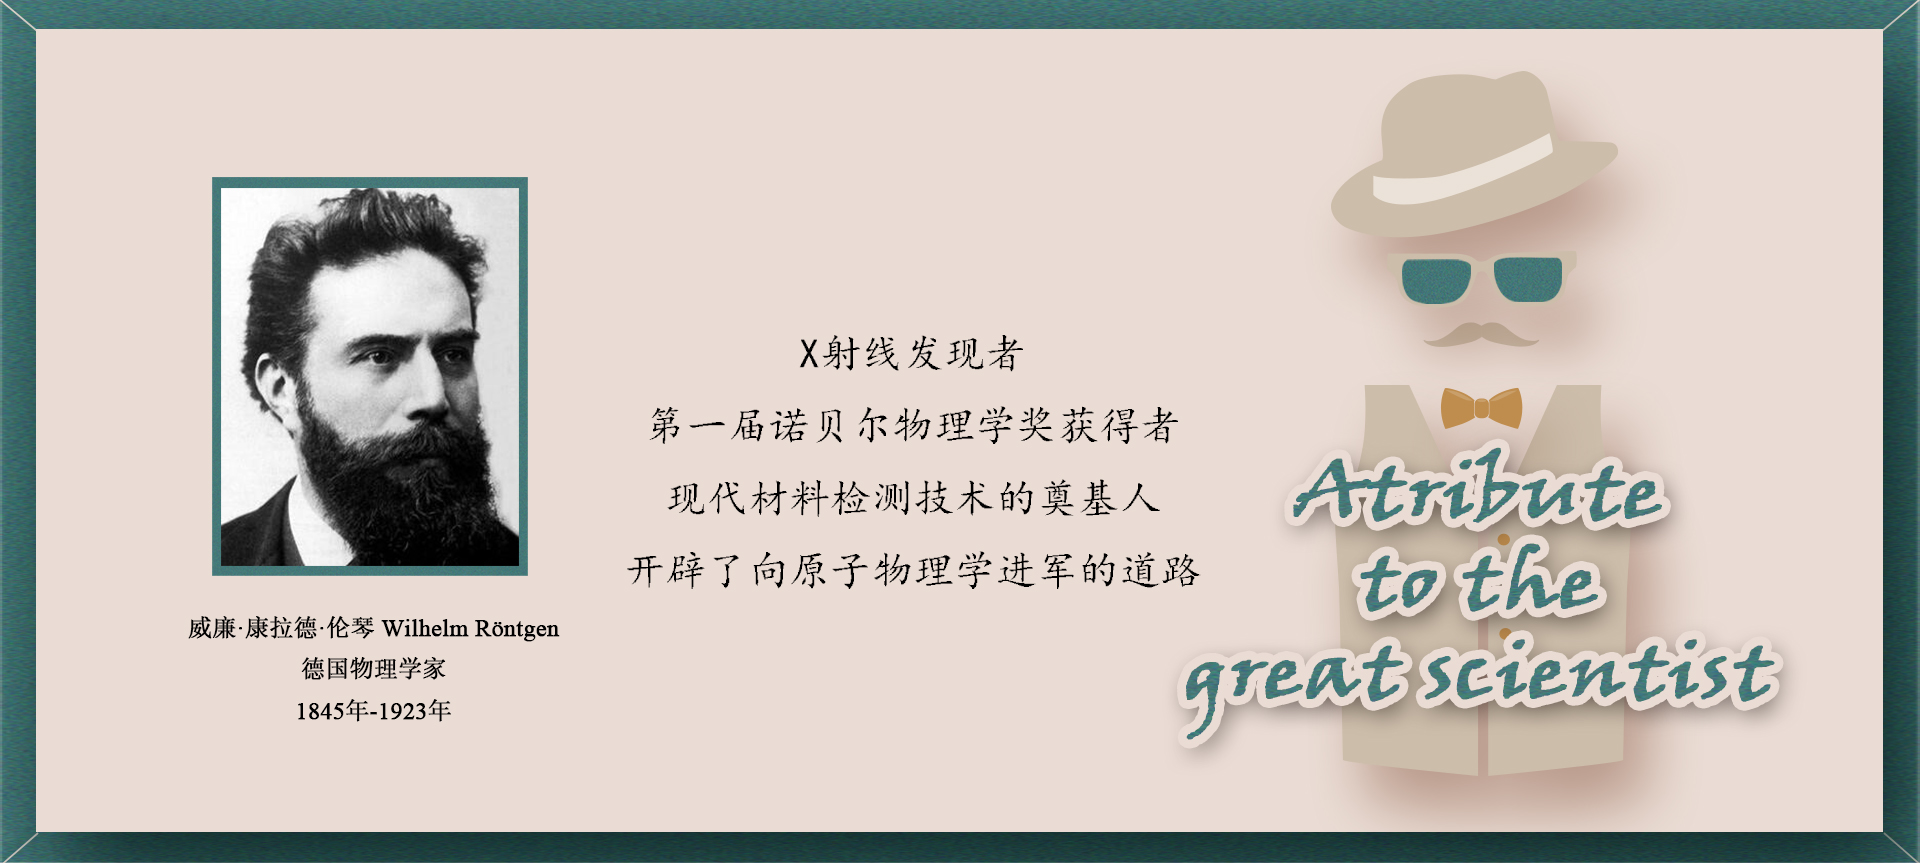 威廉·康拉德·伦琴 Wilhelm Röntgen
德国物理学家
1845年-1923年
X射线发现者
第一届诺贝尔物理学奖获得者
现代材料检测技术的奠基人
开辟了向原子物理学进军的道路
Atribute
to the
great scientist